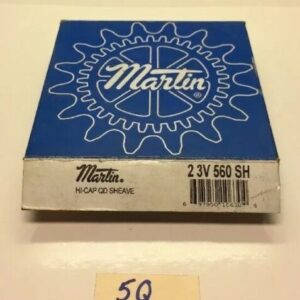 Martin
®
Martin.
2 3V 560 SH
HI-CAP QD SHEAVE
5Q